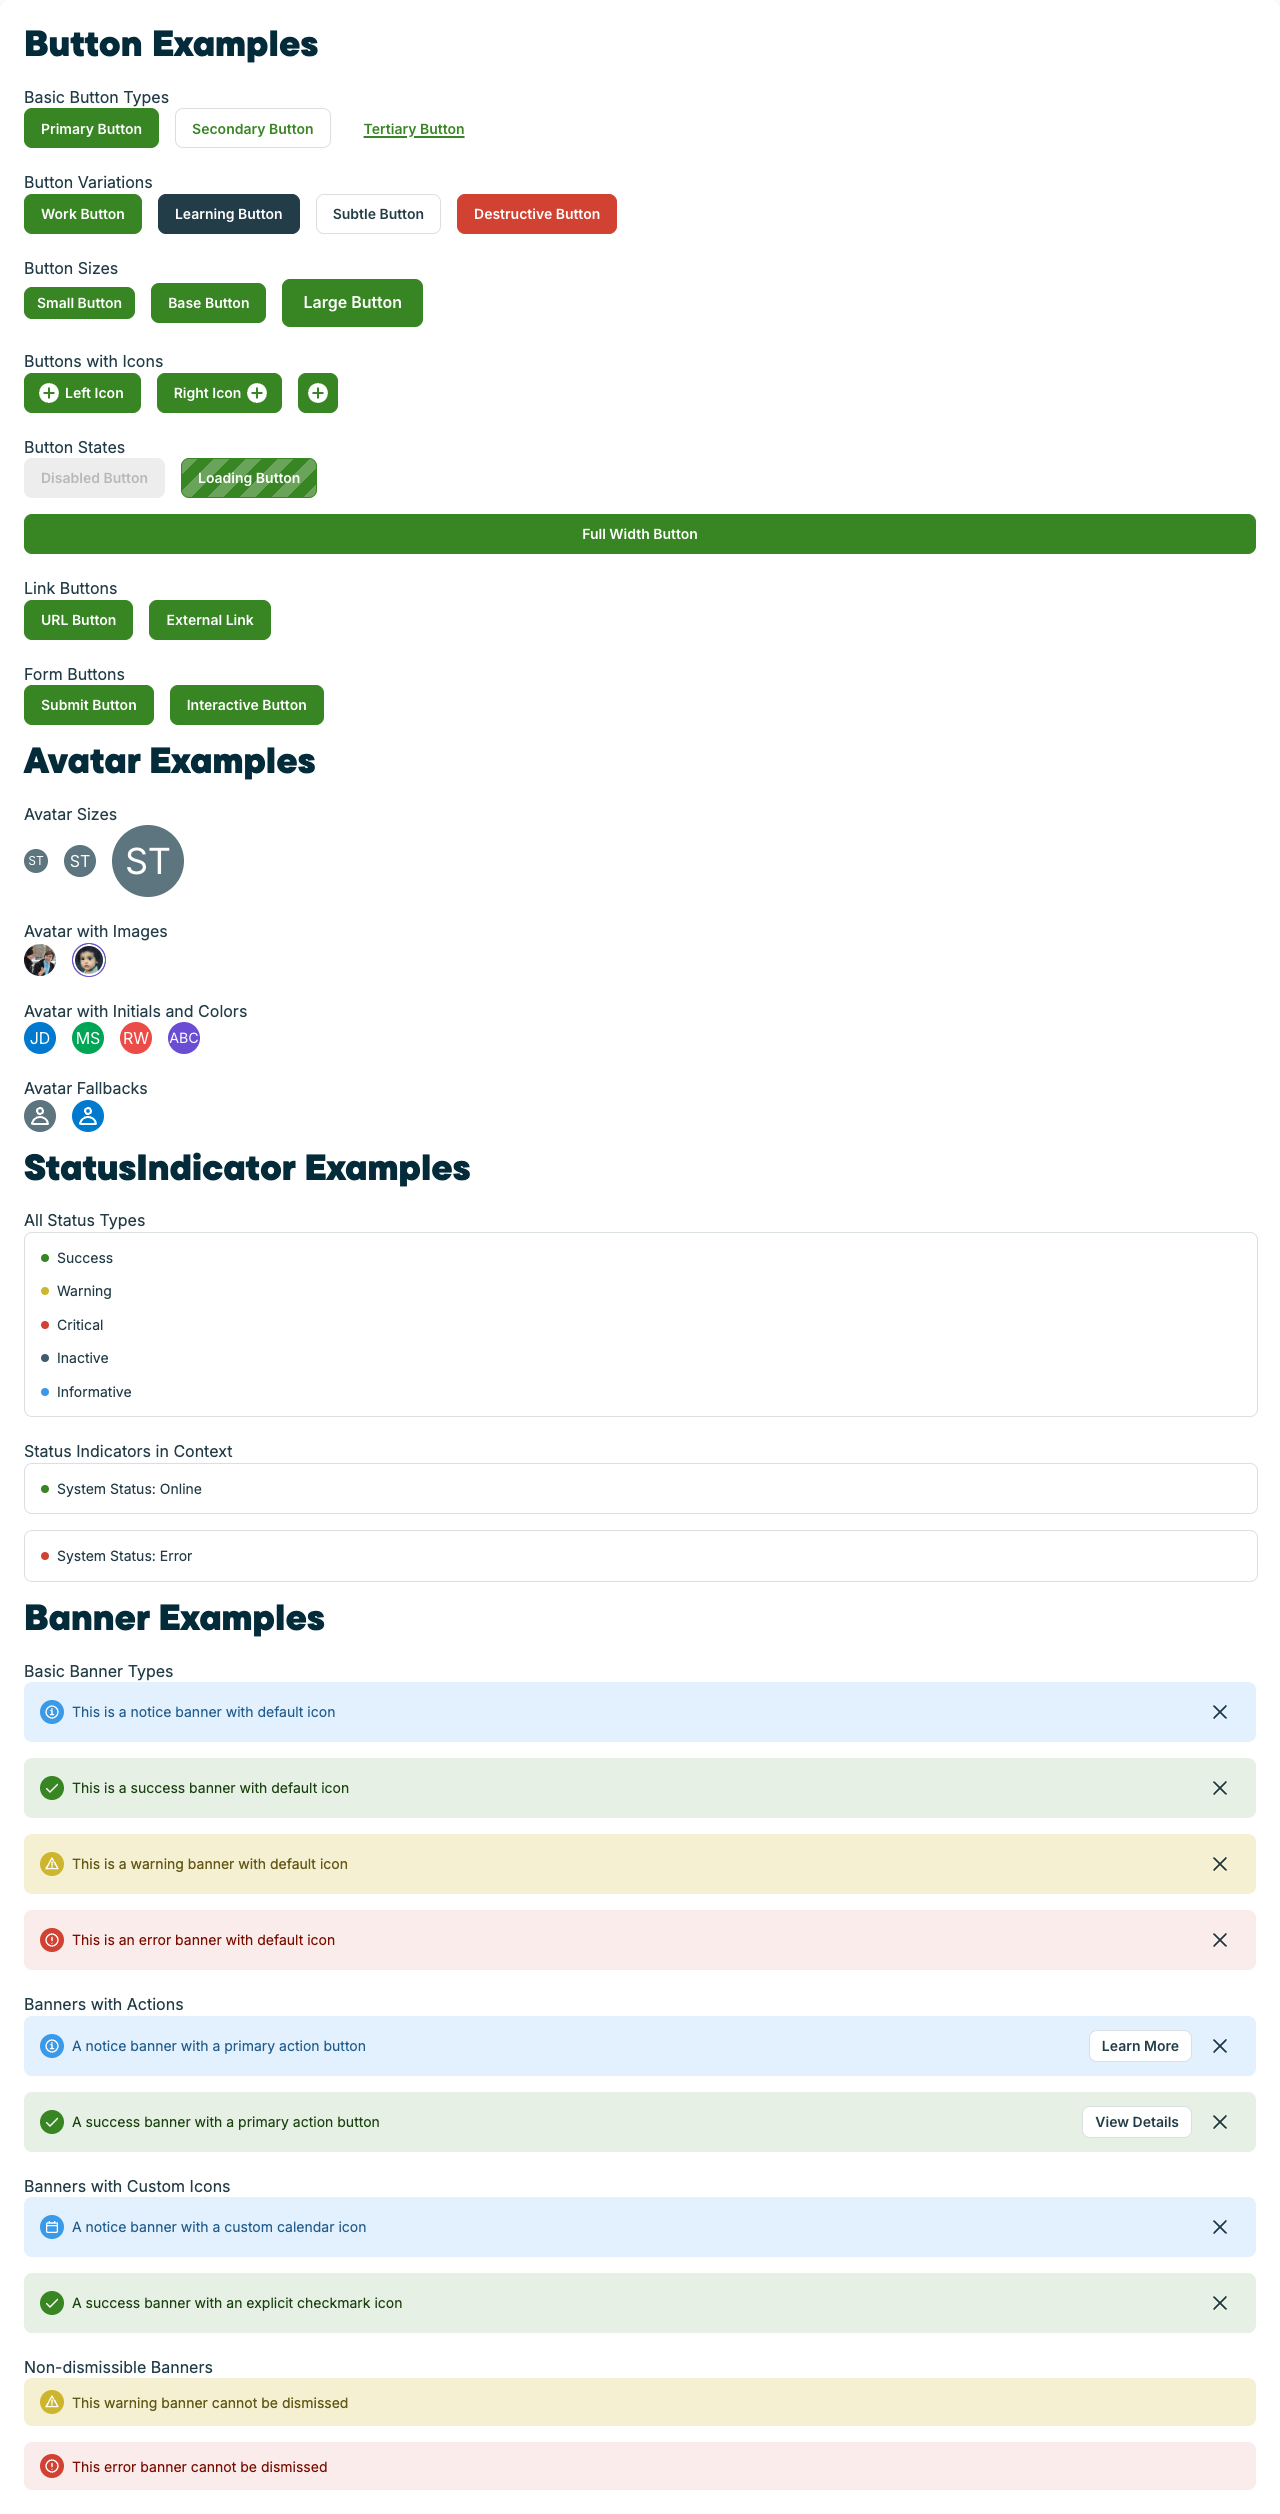 Button Examples
Basic Button Types
Primary Button Secondary Button Tertiary Button
Button Variations
Work Button Learning Button Subtle Button Destructive Button
Button Sizes
Small Button Base Button Large Button
Buttons with Icons
Left Icon Right Icon
Button States
Disabled Button Loading Button
Full Width Button
Link Buttons
URL Button External Link
Form Buttons
Submit Button Interactive Button
Avatar Examples
Avatar Sizes
ST ST ST
Avatar with Images
Avatar with Initials and Colors
JD MS RW ABC
Avatar Fallbacks
StatusIndicator Examples
All Status Types
Success
Warning
Critical
Inactive
Informative
Status Indicators in Context
System Status: Online
System Status: Error
Banner Examples
Basic Banner Types
This is a notice banner with default icon
This is a success banner with default icon
This is a warning banner with default icon
This is an error banner with default icon
Banners with Actions
A notice banner with a primary action button Learn More
A success banner with a primary action button View Details
Banners with Custom Icons
A notice banner with a custom calendar icon
A success banner with an explicit checkmark icon
Non-dismissible Banners
This warning banner cannot be dismissed
This error banner cannot be dismissed